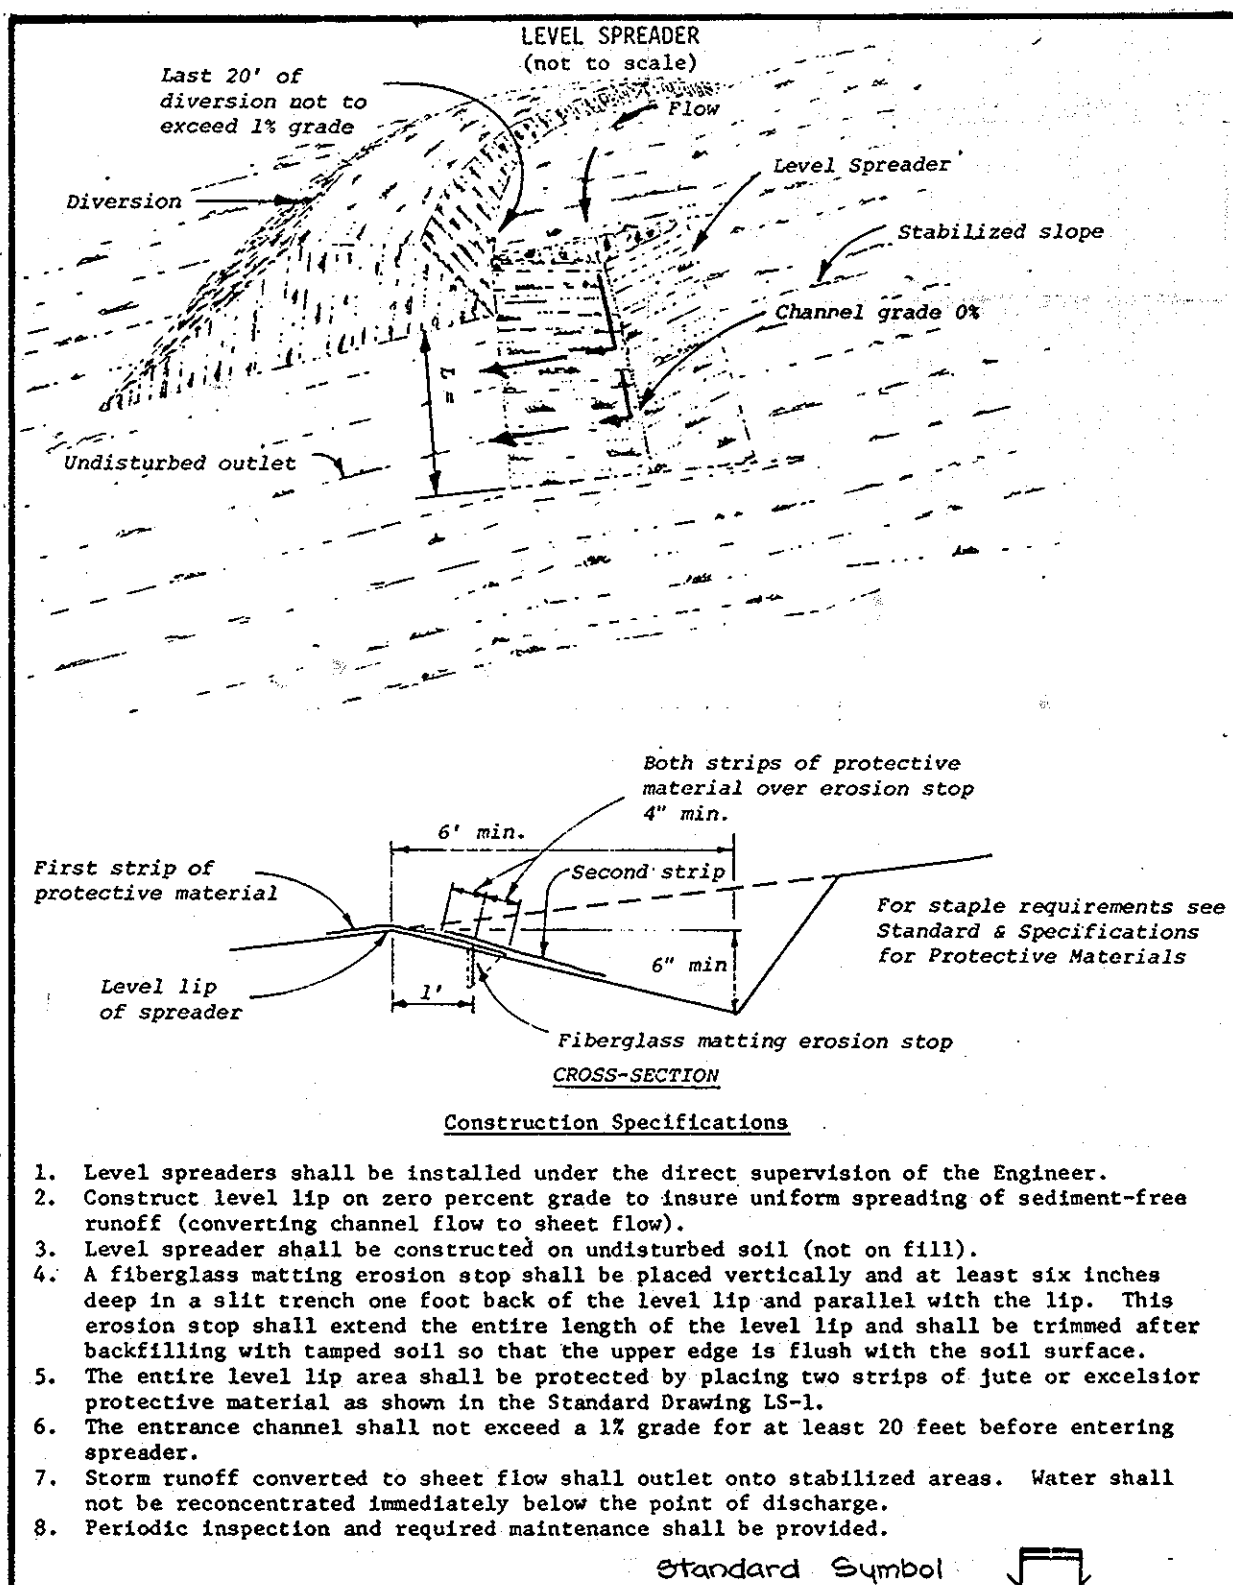 LEVEL SPREADER
(not to scale)
Last 20' of
diversion not to
exceed 1% grade
Flow
Level Spreader
Diversion
Stabilized slope
Channel grade 0%
Undisturbed outlet
Both strips of protective
material over erosion stop
4" min.
6' min.
First strip of
protective material
Second strip
For staple requirements see
Standard & Specifications
for Protective Materials
6" min
Level lip
of spreader
1'
Fiberglass matting erosion stop
CROSS-SECTION
Construction Specifications
1. Level spreaders shall be installed under the direct supervision of the Engineer.
2. Construct level lip on zero percent grade to insure uniform spreading of sediment-free
runoff (converting channel flow to sheet flow).
3. Level spreader shall be constructed on undisturbed soil (not on fill).
4. A fiberglass matting erosion stop shall be placed vertically and at least six inches
deep in a slit trench one foot back of the level lip and parallel with the lip. This
erosion stop shall extend the entire length of the level lip and shall be trimmed after
backfilling with tamped soil so that the upper edge is flush with the soil surface.
5. The entire level lip area shall be protected by placing two strips of jute or excelsior
protective material as shown in the Standard Drawing LS-1.
6. The entrance channel shall not exceed a 1% grade for at least 20 feet before entering
spreader.
7. Storm runoff converted to sheet flow shall outlet onto stabilized areas. Water shall
not be reconcentrated immediately below the point of discharge.
8. Periodic inspection and required maintenance shall be provided.
Standard Symbol